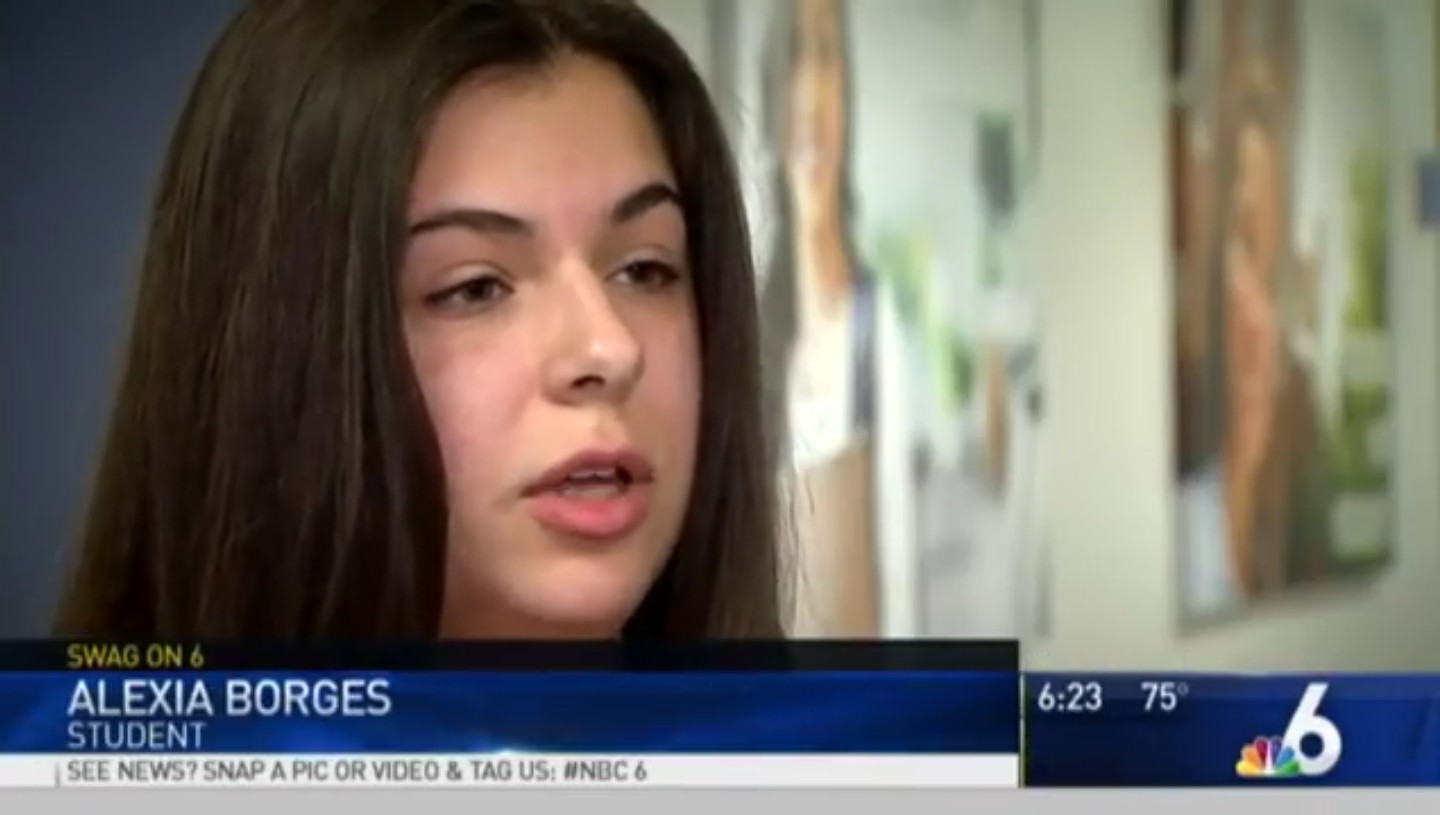 SWAG ON 6
ALEXIA BORGES
STUDENT
SEE NEWS? SNAP A PIC OR VIDEO & TAG US: #NBC 6
6:23 75°
6